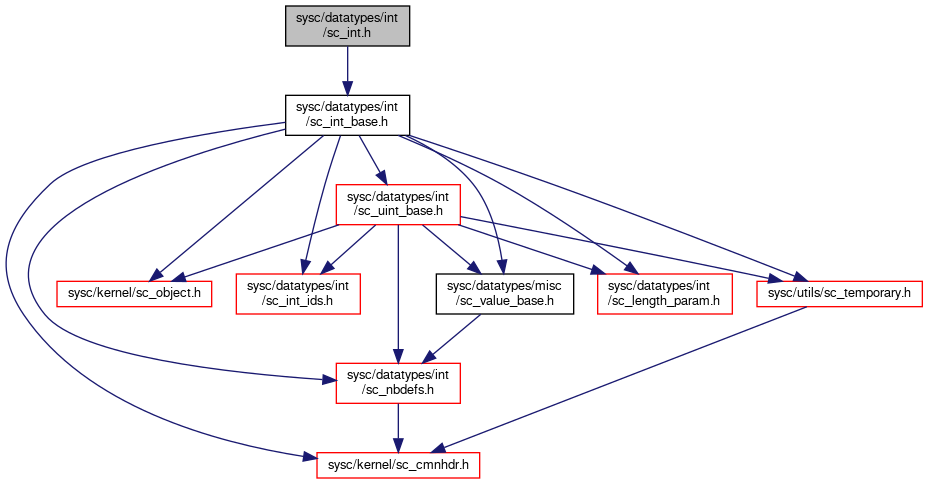 sysc/datatypes/int
/sc_int.h
sysc/datatypes/int
/sc_int_base.h
sysc/datatypes/int
/sc_uint_base.h
sysc/kernel/sc_object.h
sysc/datatypes/int
/sc_int_ids.h
sysc/datatypes/misc
/sc_value_base.h
sysc/datatypes/int
/sc_length_param.h
sysc/utils/sc_temporary.h
sysc/datatypes/int
/sc_nbdefs.h
sysc/kernel/sc_cmnhdr.h